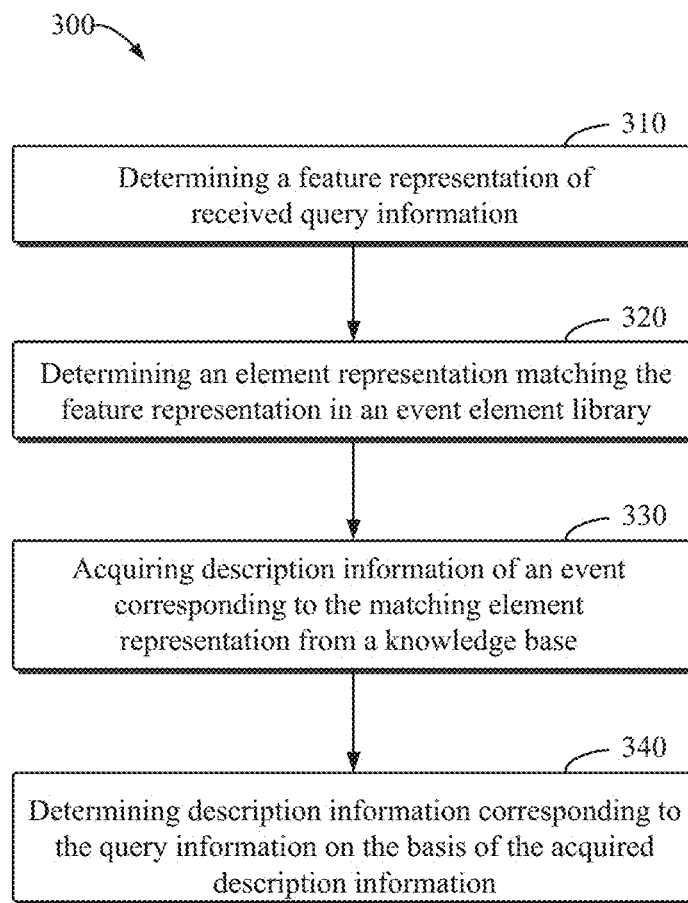 300
310
Determining a feature representation of
received query information
320
Determining an element representation matching the
feature representation in an event element library
330
Acquiring description information of an event
corresponding to the matching element
representation from a knowledge base
340
Determining description information corresponding to
the query information on the basis of the acquired
description information